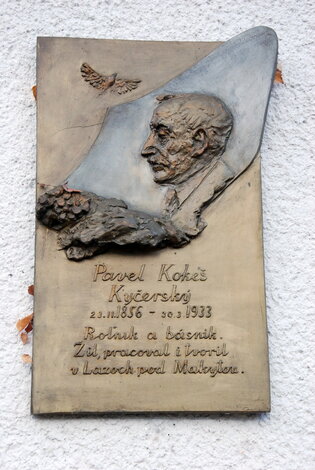 Pavel Kokeš
Kyčerský
23.11.1856 - 30.3.1933
Roľník a básnik.
Žil, pracoval i tvoril
v Lazoch pod Makytou.